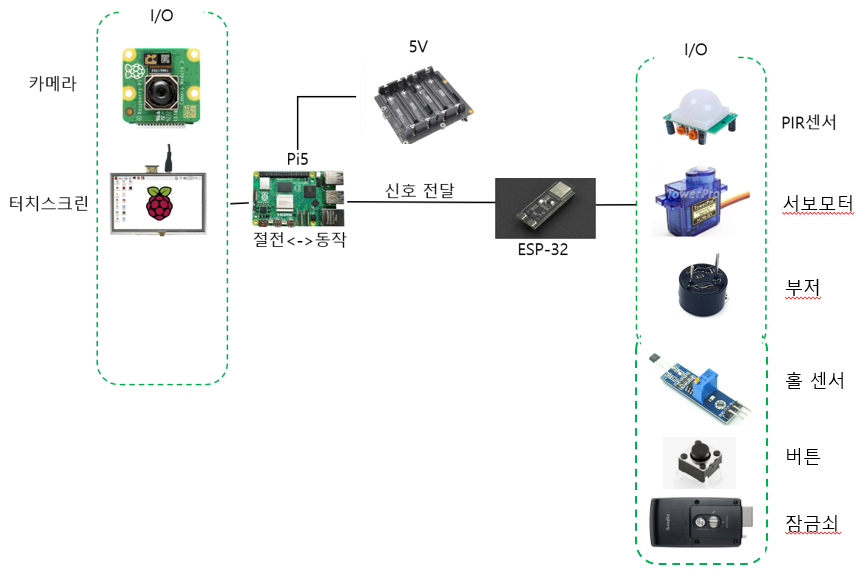 I/O
5V
I/O
카메라
PIR센서
Pi5
터치스크린
신호 전달
서보모터
절전<->동작
ESP-32
부저
홀 센서
버튼
잠금쇠